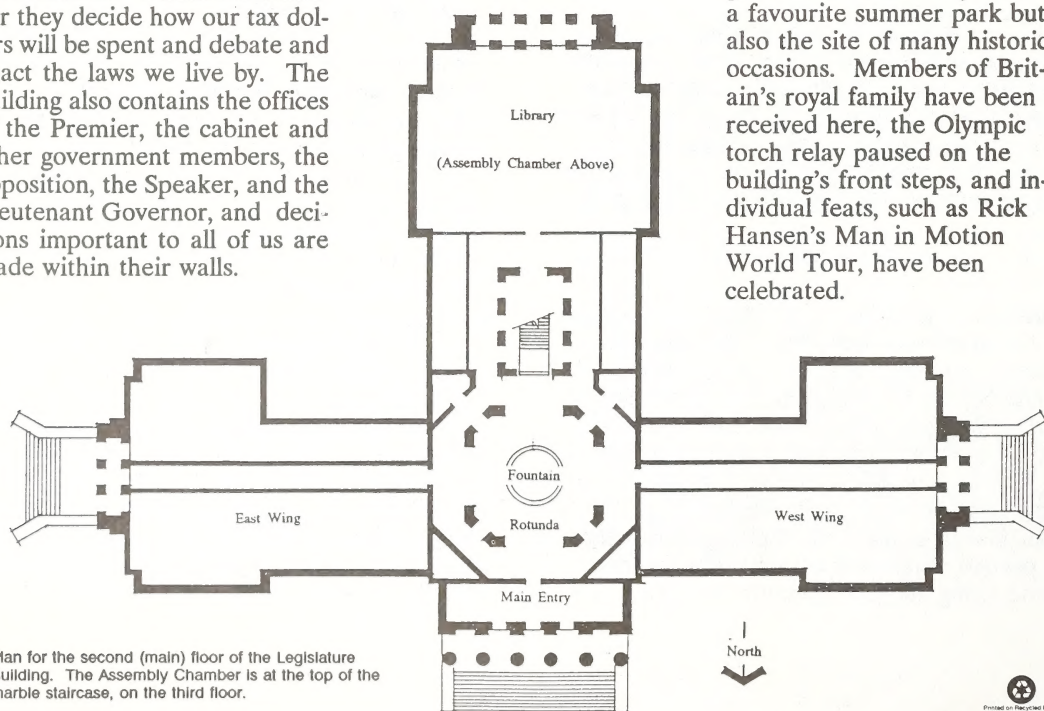 r they decide how our tax dol-
rs will be spent and debate and
act the laws we live by. The
ilding also contains the offices
the Premier, the cabinet and
her government members, the
position, the Speaker, and the
eutenant Governor, and deci-
ons important to all of us are
ade within their walls.
a favourite summer park but
also the site of many historic
occasions. Members of Brit-
ain's royal family have been
received here, the Olympic
torch relay paused on the
building's front steps, and in-
dividual feats, such as Rick
Hansen's Man in Motion
World Tour, have been
celebrated.
Library
(Assembly Chamber Above)
Fountain
Rotunda
East Wing
West Wing
Main Entry
North
lan for the second (main) floor of the Legislature
uilding. The Assembly Chamber is at the top of the
arble staircase, on the third floor.
Printed on Recycled